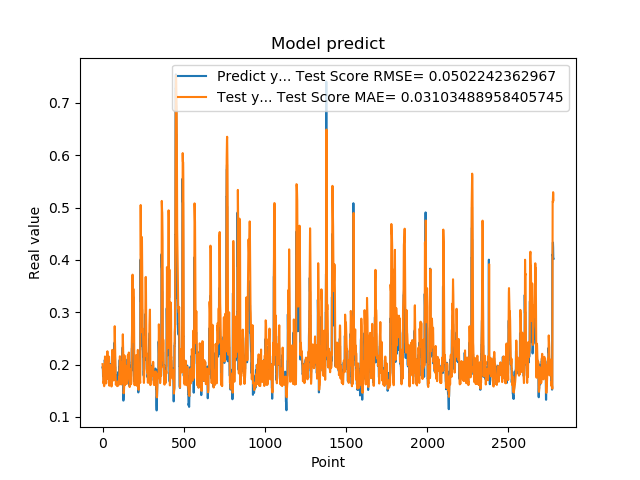 Model predict
Predict y... Test Score RMSE= 0.0502242362967
Test y... Test Score MAE= 0.03103488958405745
Real value
0.7
0.6
0.5
0.4
0.3
0.2
0.1
0
500
1000
1500
2000
2500
Point